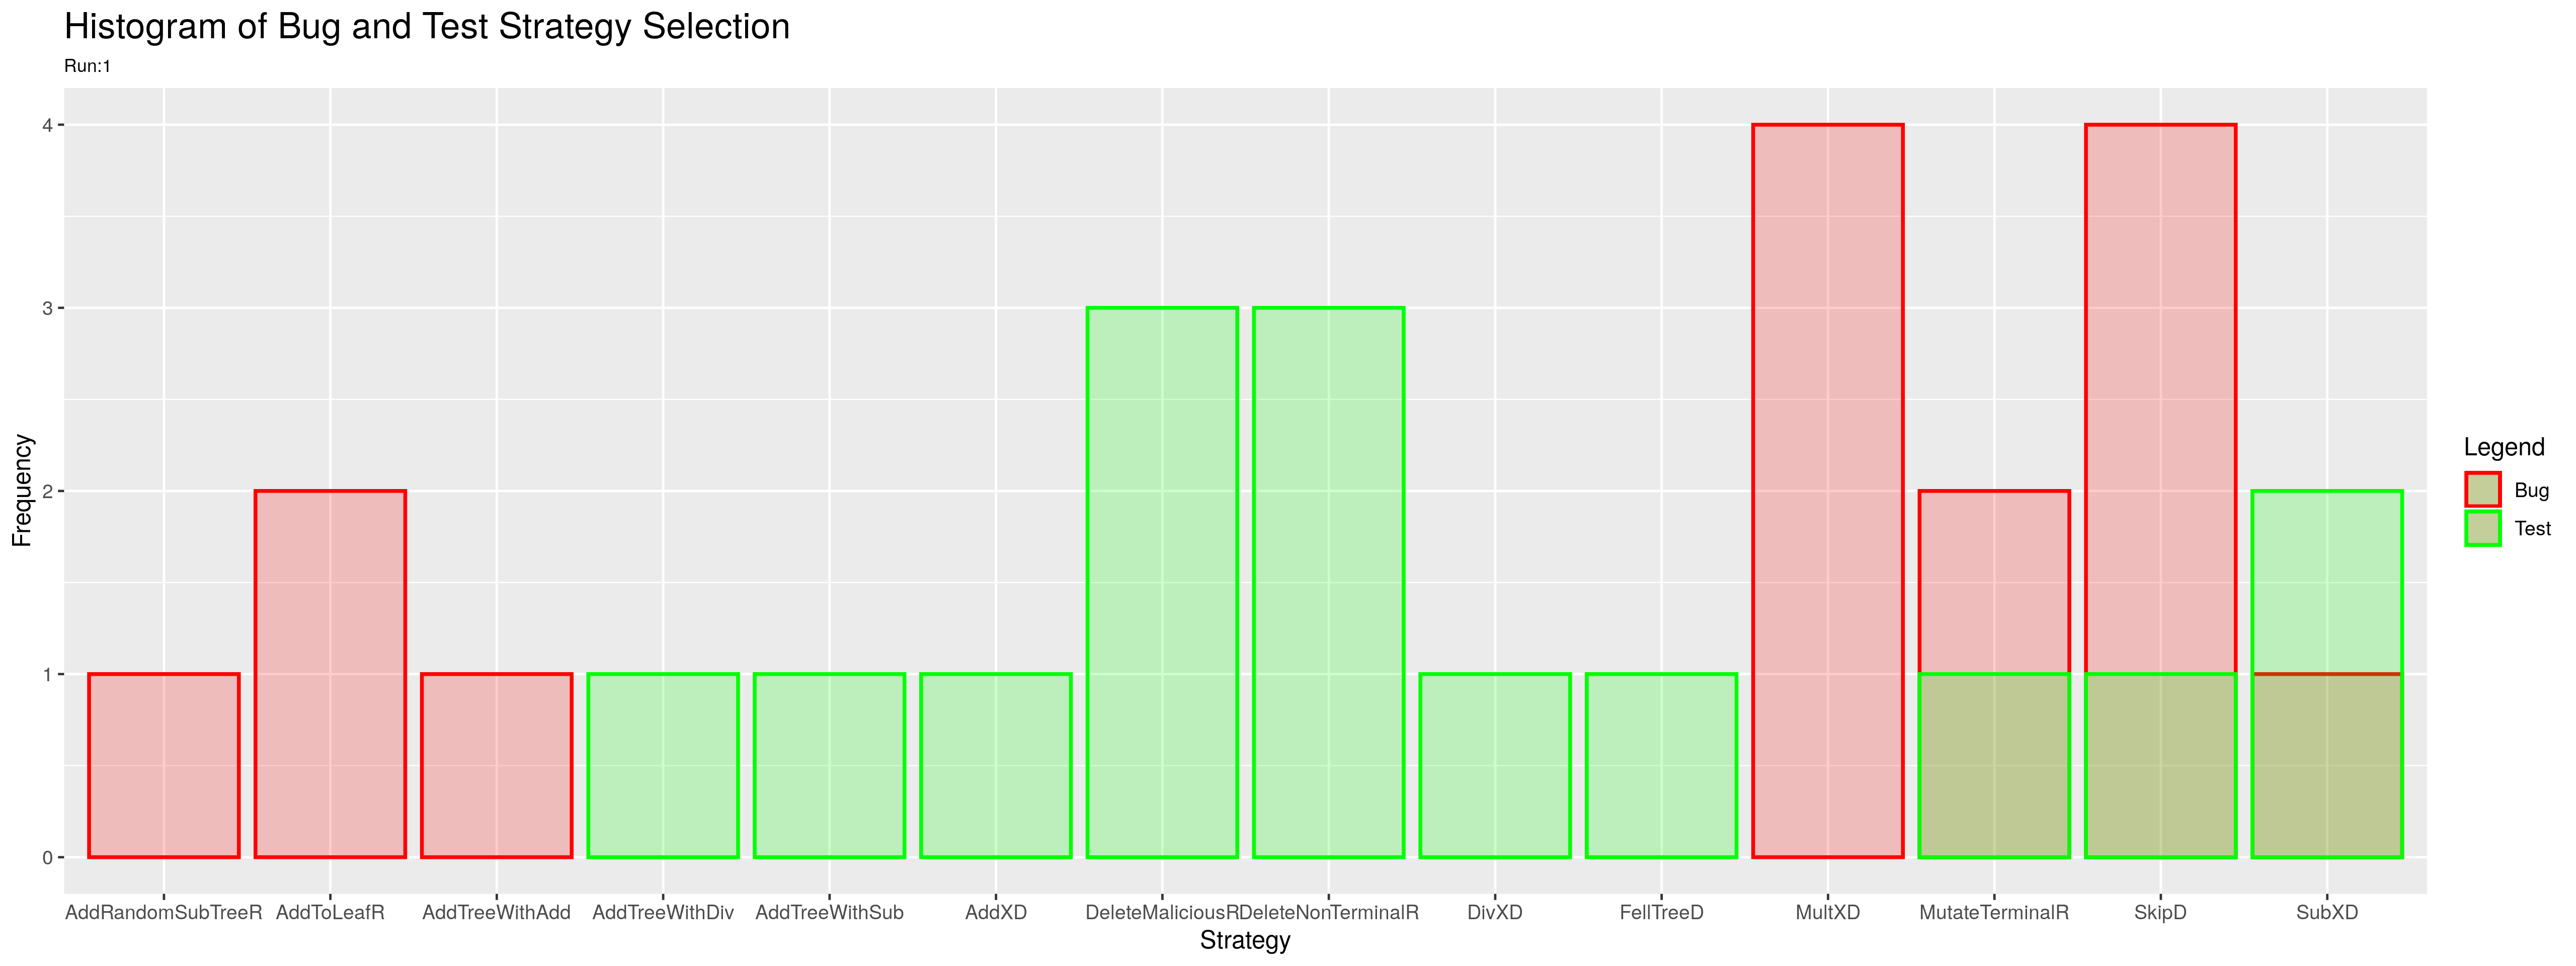 Histogram of Bug and Test Strategy Selection
Run:1
Frequency
4
3
2
1
0
AddRandomSubTreeR AddToLeafR AddTreeWithAdd AddTreeWithDiv AddTreeWithSub AddXD DeleteMaliciousR DeleteNonTerminalR DivXD FellTreeD MultXD MutateTerminalR SkipD SubXD
Strategy
Legend
Bug
Test